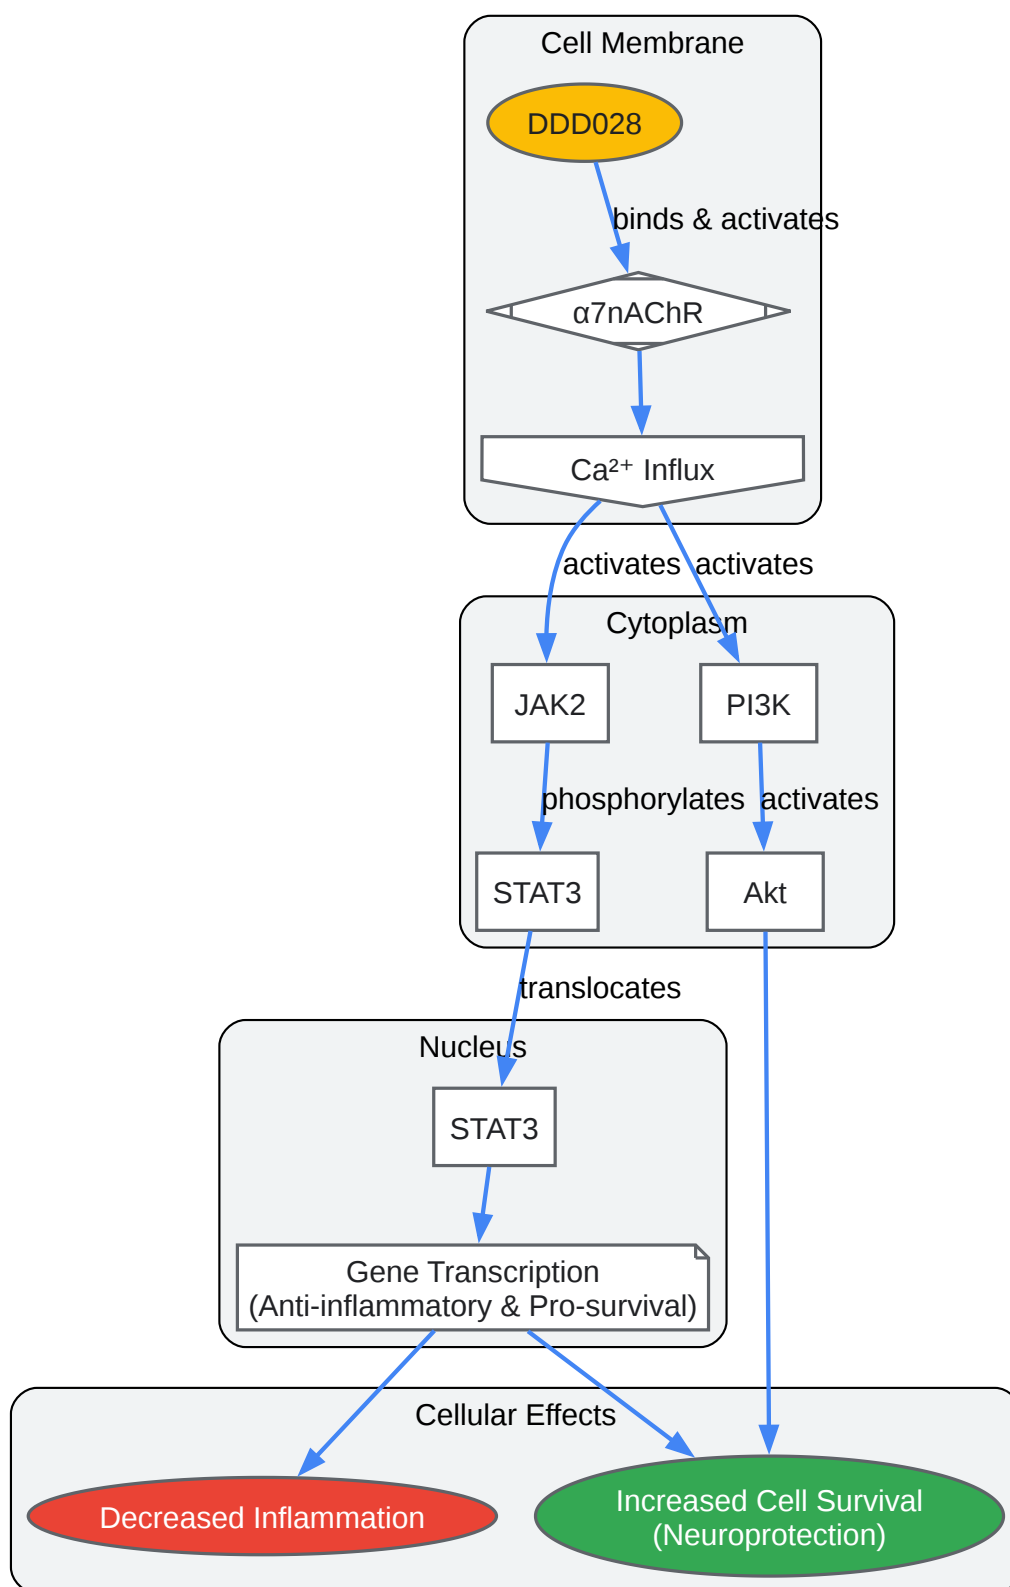 Cell Membrane
DDD028
binds & activates
α7nAChR
Ca²⁺ Influx
activates
activates
Cytoplasm
JAK2
PI3K
phosphorylates
activates
STAT3
Akt
translocates
Nucleus
STAT3
Gene Transcription
(Anti-inflammatory & Pro-survival)
Cellular Effects
Decreased Inflammation
Increased Cell Survival
(Neuroprotection)